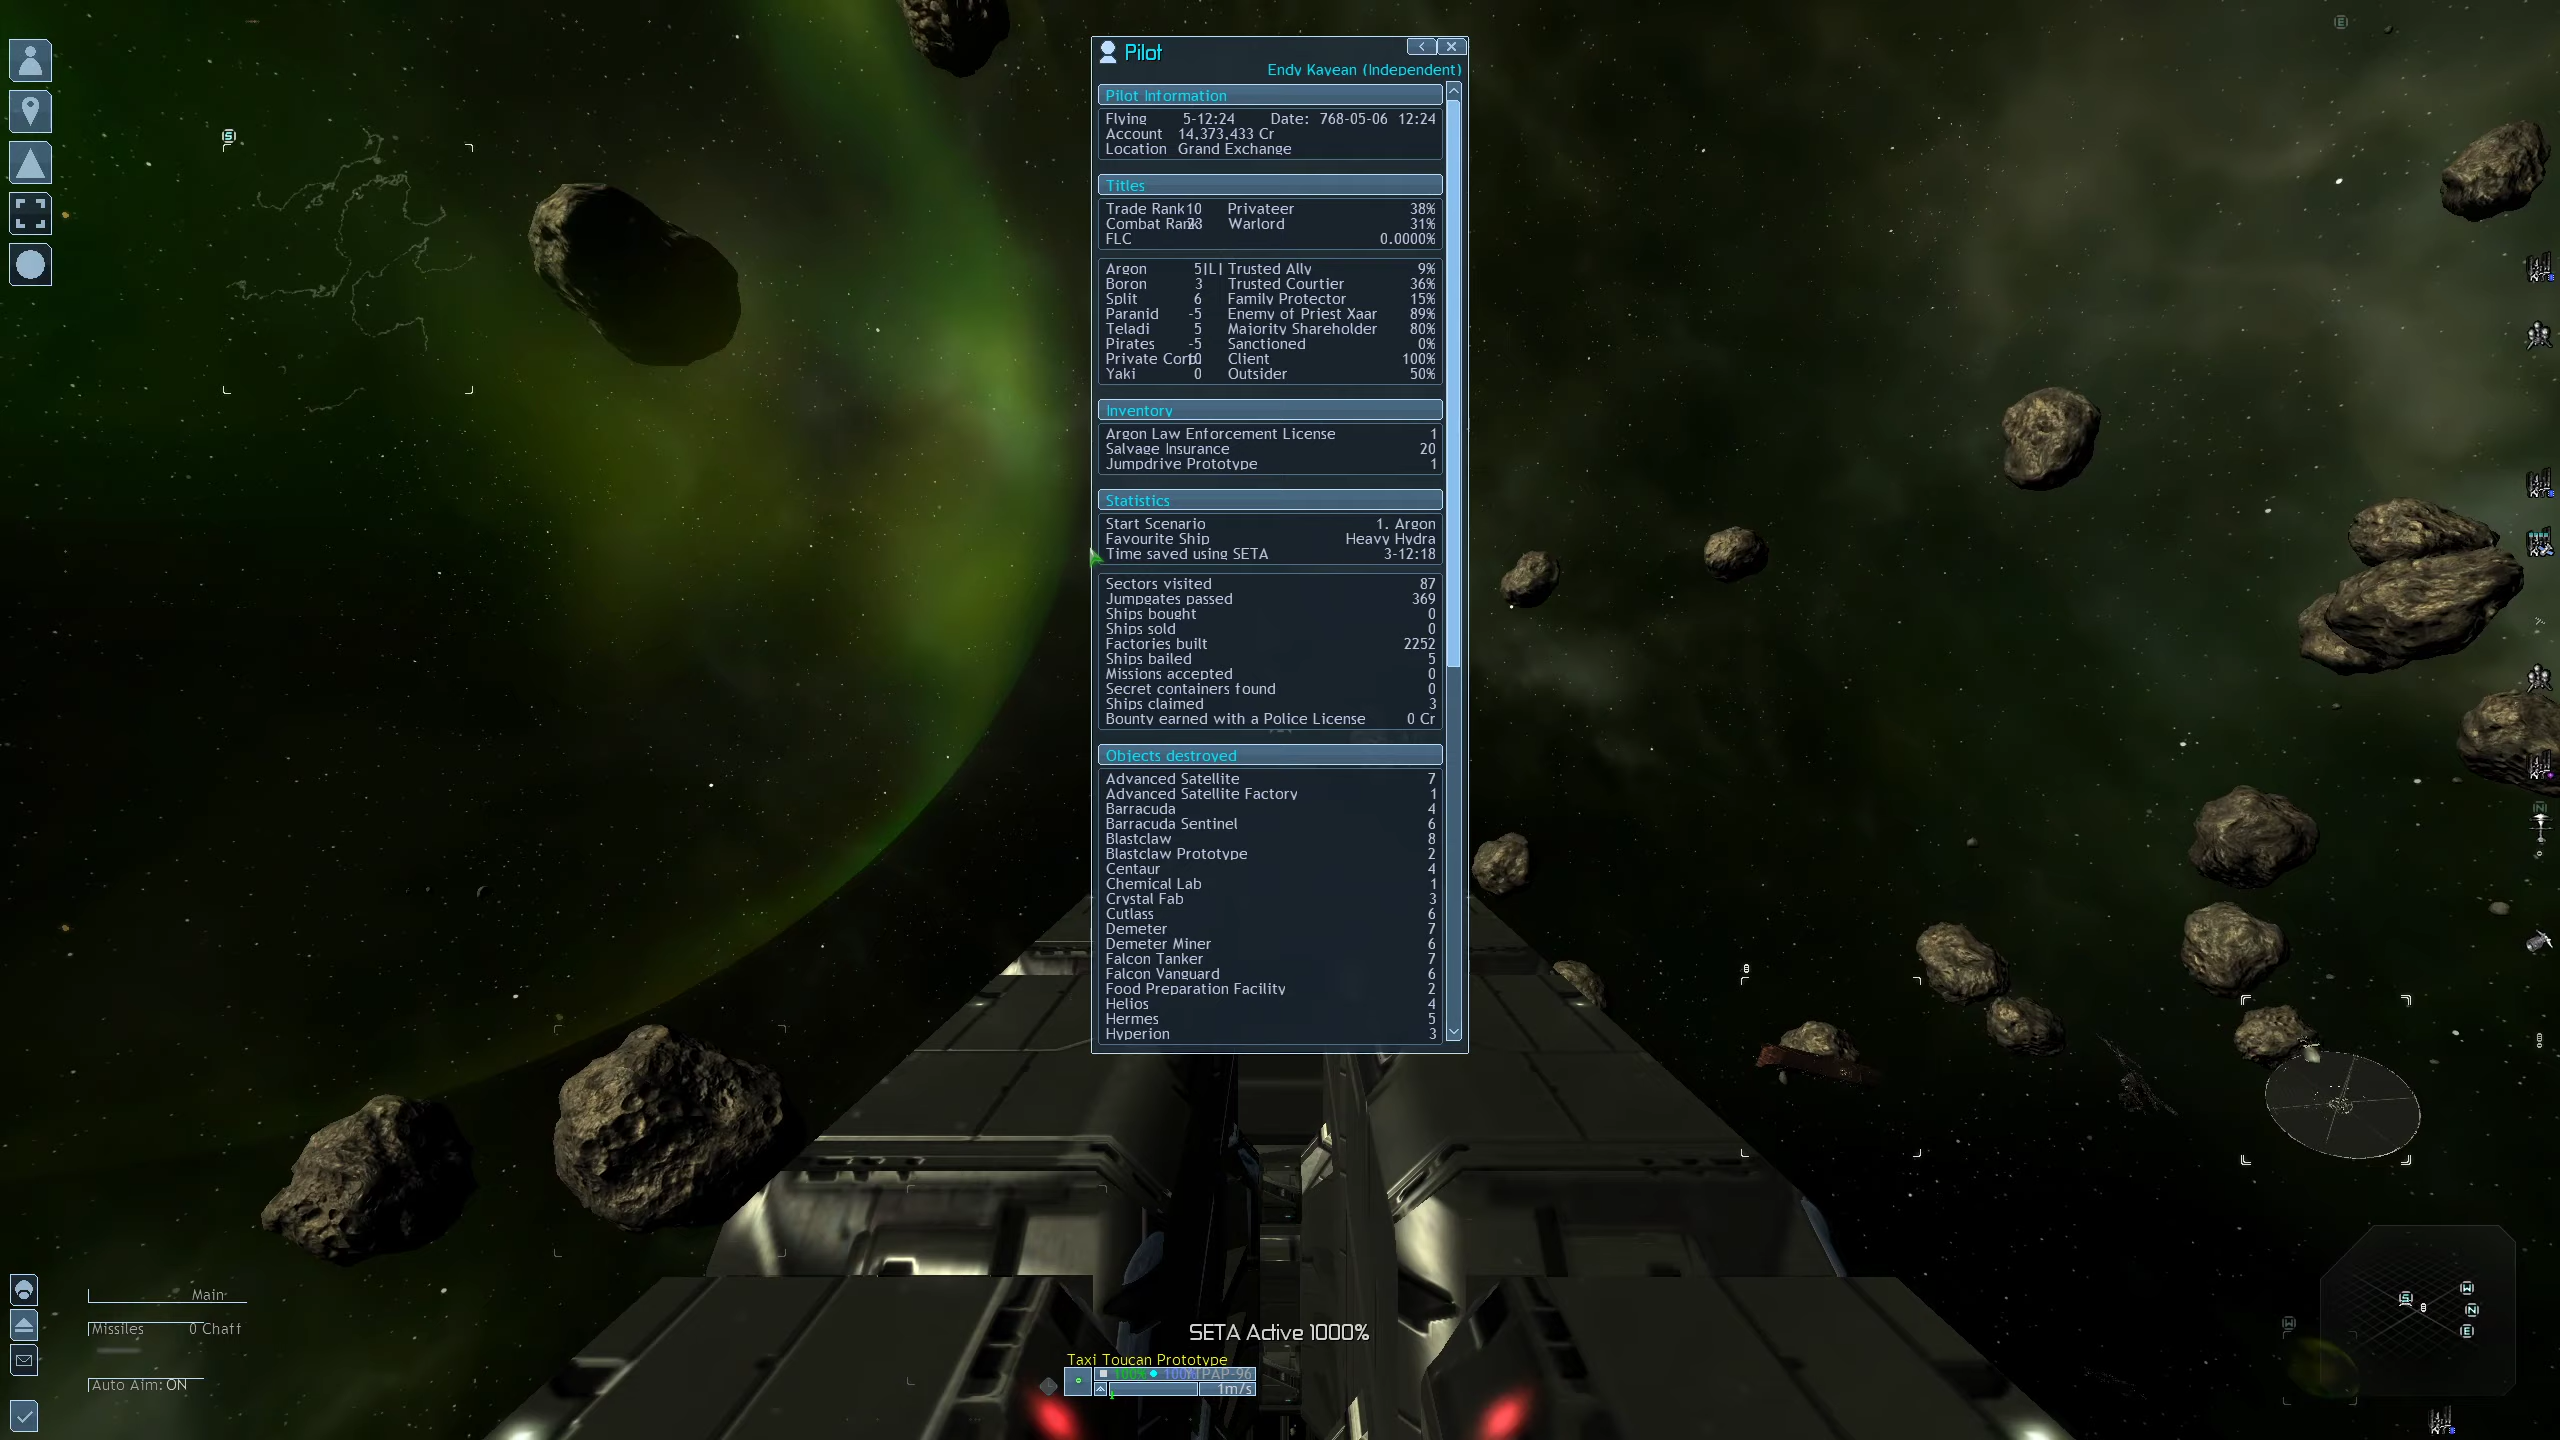 Pilot
Endy Kayean (Independent)
Pilot Information
Flying 5-12:24 Date: 768-05-06 12:24
Account 14,373,433 Cr
Location Grand Exchange
Titles
Trade Rank 10 Privateer 38%
Combat Rank 23 Warlord 31%
FLC 0.0000%
Argon 5|L| Trusted Ally 9%
Boron 3 Trusted Courtier 36%
Split 6 Family Protector 15%
Paranid -5 Enemy of Priest Xaar 89%
Teladi 5 Majority Shareholder 80%
Pirates -5 Sanctioned 0%
Private Corp. 10 Client 100%
Yaki 0 Outsider 50%
Inventory
Argon Law Enforcement License 1
Salvage Insurance 20
Jumpdrive Prototype 1
Statistics
Start Scenario 1. Argon
Favourite Ship Heavy Hydra
Time saved using SETA 3-12:18
Sectors visited 87
Jumpgates passed 369
Ships bought 0
Ships sold 0
Factories built 2252
Ships bailed 5
Missions accepted 0
Secret containers found 0
Ships claimed 3
Bounty earned with a Police License 0 Cr
Objects destroyed
Advanced Satellite 7
Advanced Satellite Factory 1
Barracuda 4
Barracuda Sentinel 6
Blastclaw 8
Blastclaw Prototype 2
Centaur 4
Chemical Lab 1
Crystal Fab 3
Cutlass 6
Demeter 7
Demeter Miner 6
Falcon Tanker 7
Falcon Vanguard 6
Food Preparation Facility 2
Helios 4
Hermes 5
Hyperion 3
S
E
N
W
S
W
N
E
Main
Missiles 0 Chaff
Auto Aim: ON
SETA Active 1000%
Taxi Toucan Prototype
100% 100%
1m/s